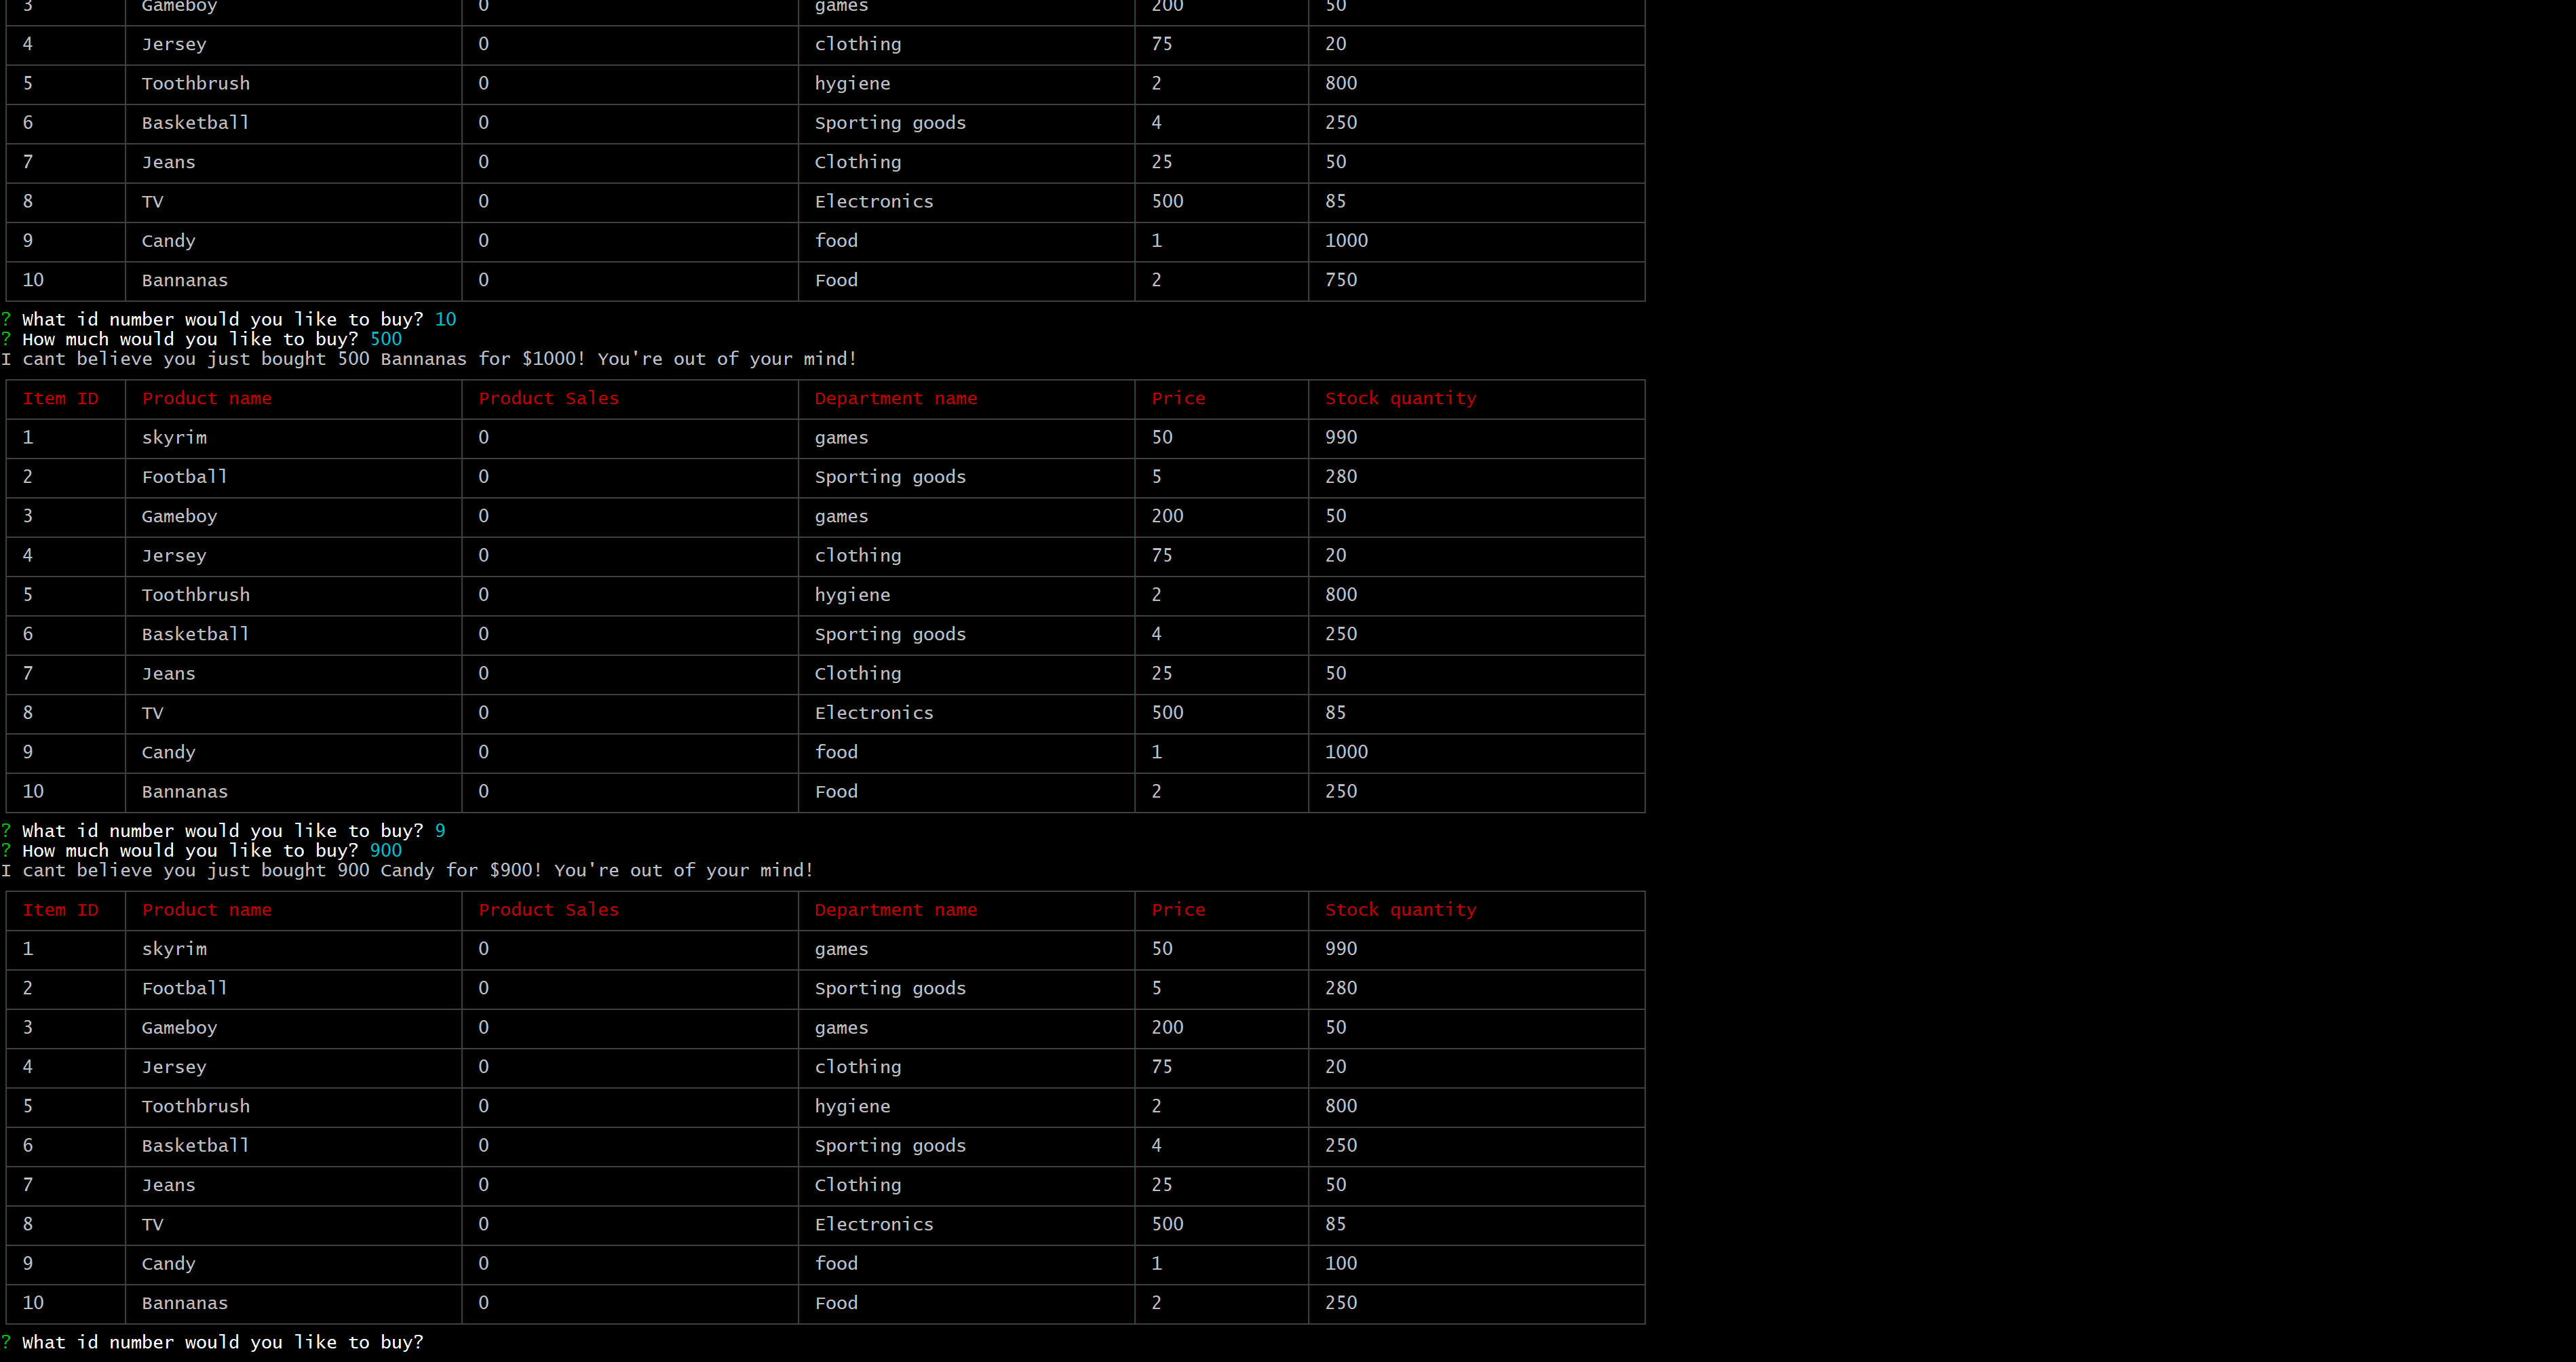 3 Gameboy 0 games 200 50
4 Jersey 0 clothing 75 20
5 Toothbrush 0 hygiene 2 800
6 Basketball 0 Sporting goods 4 250
7 Jeans 0 Clothing 25 50
8 TV 0 Electronics 500 85
9 Candy 0 food 1 1000
10 Bannanas 0 Food 2 750
? What id number would you like to buy? 10
? How much would you like to buy? 500
I cant believe you just bought 500 Bannanas for $1000! You're out of your mind!
Item ID Product name Product Sales Department name Price Stock quantity
1 skyrim 0 games 50 990
2 Football 0 Sporting goods 5 280
3 Gameboy 0 games 200 50
4 Jersey 0 clothing 75 20
5 Toothbrush 0 hygiene 2 800
6 Basketball 0 Sporting goods 4 250
7 Jeans 0 Clothing 25 50
8 TV 0 Electronics 500 85
9 Candy 0 food 1 1000
10 Bannanas 0 Food 2 250
? What id number would you like to buy? 9
? How much would you like to buy? 900
I cant believe you just bought 900 Candy for $900! You're out of your mind!
Item ID Product name Product Sales Department name Price Stock quantity
1 skyrim 0 games 50 990
2 Football 0 Sporting goods 5 280
3 Gameboy 0 games 200 50
4 Jersey 0 clothing 75 20
5 Toothbrush 0 hygiene 2 800
6 Basketball 0 Sporting goods 4 250
7 Jeans 0 Clothing 25 50
8 TV 0 Electronics 500 85
9 Candy 0 food 1 100
10 Bannanas 0 Food 2 250
? What id number would you like to buy?